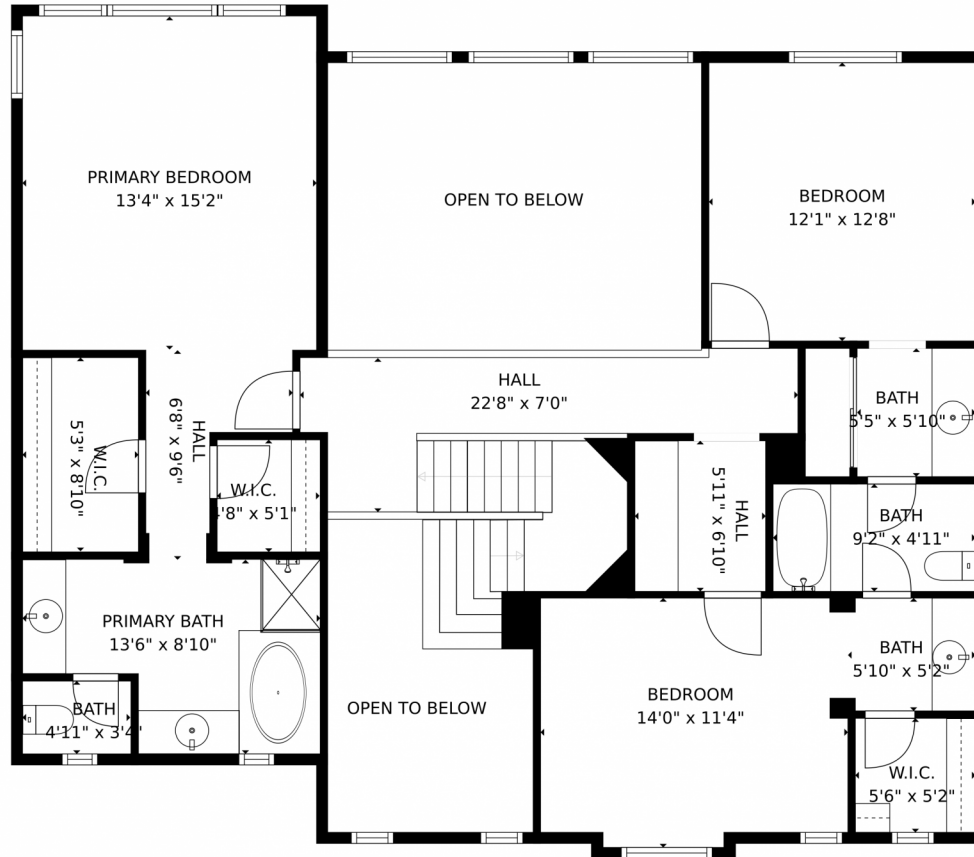 PRIMARY BEDROOM
13'4" x 15'2"
OPEN TO BELOW
BEDROOM
12'1" x 12'8"
HALL
22'8" x 7'0"
BATH
5'5" x 5'10"
HALL
6'8" x 9'6"
W.I.C.
5'3" x 8'10"
W.I.C.
'8" x 5'1"
HALL
5'11" x 6'10"
BATH
9'2" x 4'11"
PRIMARY BATH
13'6" x 8'10"
BATH
5'10" x 5'2"
BEDROOM
14'0" x 11'4"
OPEN TO BELOW
BATH
4'11" x 3'4"
W.I.C.
5'6" x 5'2"